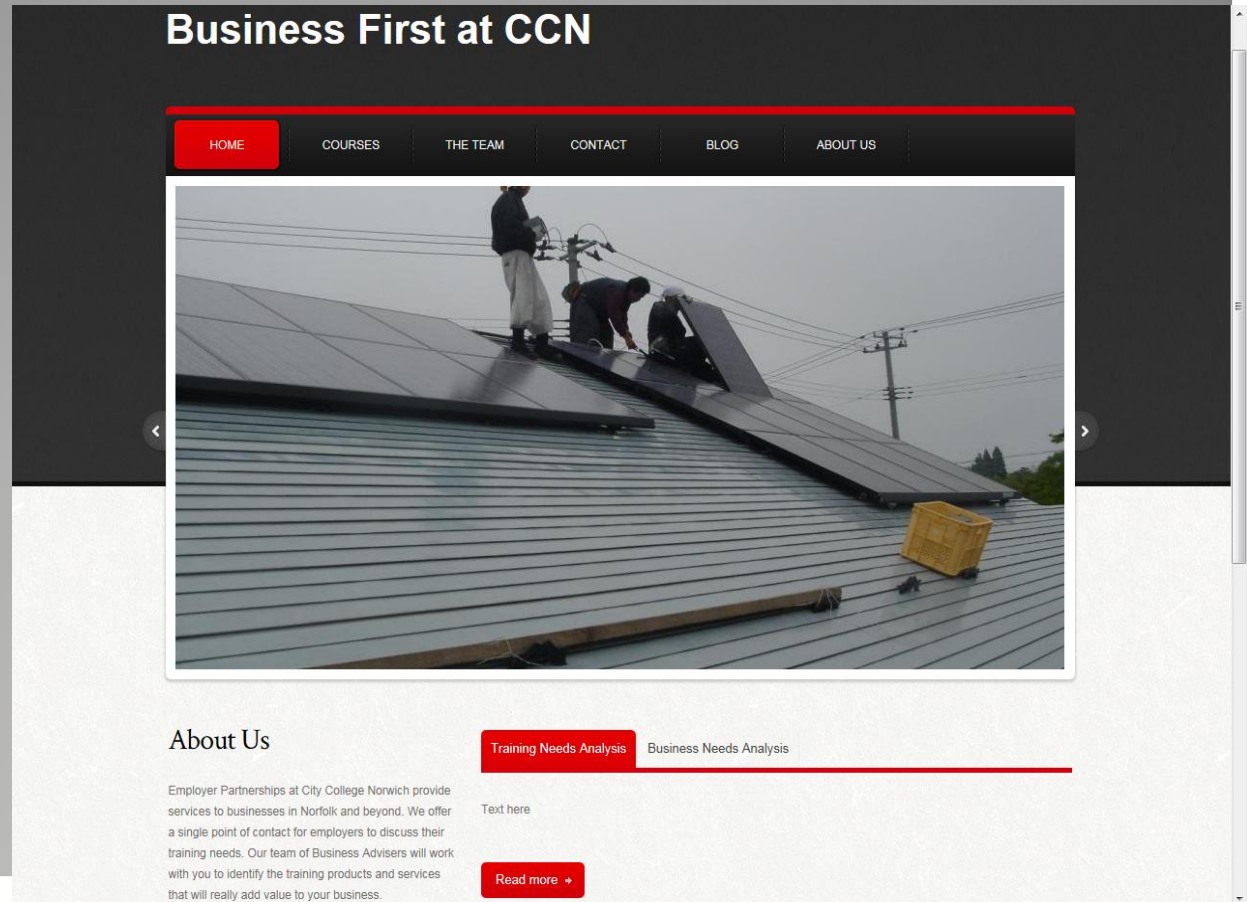 Business First at CCN
HOME COURSES THE TEAM CONTACT BLOG ABOUT US
About Us
Employer Partnerships at City College Norwich provide
services to businesses in Norfolk and beyond. We offer
a single point of contact for employers to discuss their
training needs. Our team of Business Advisers will work
with you to identify the training products and services
that will really add value to your business.
Training Needs Analysis Business Needs Analysis
Text here
Read more